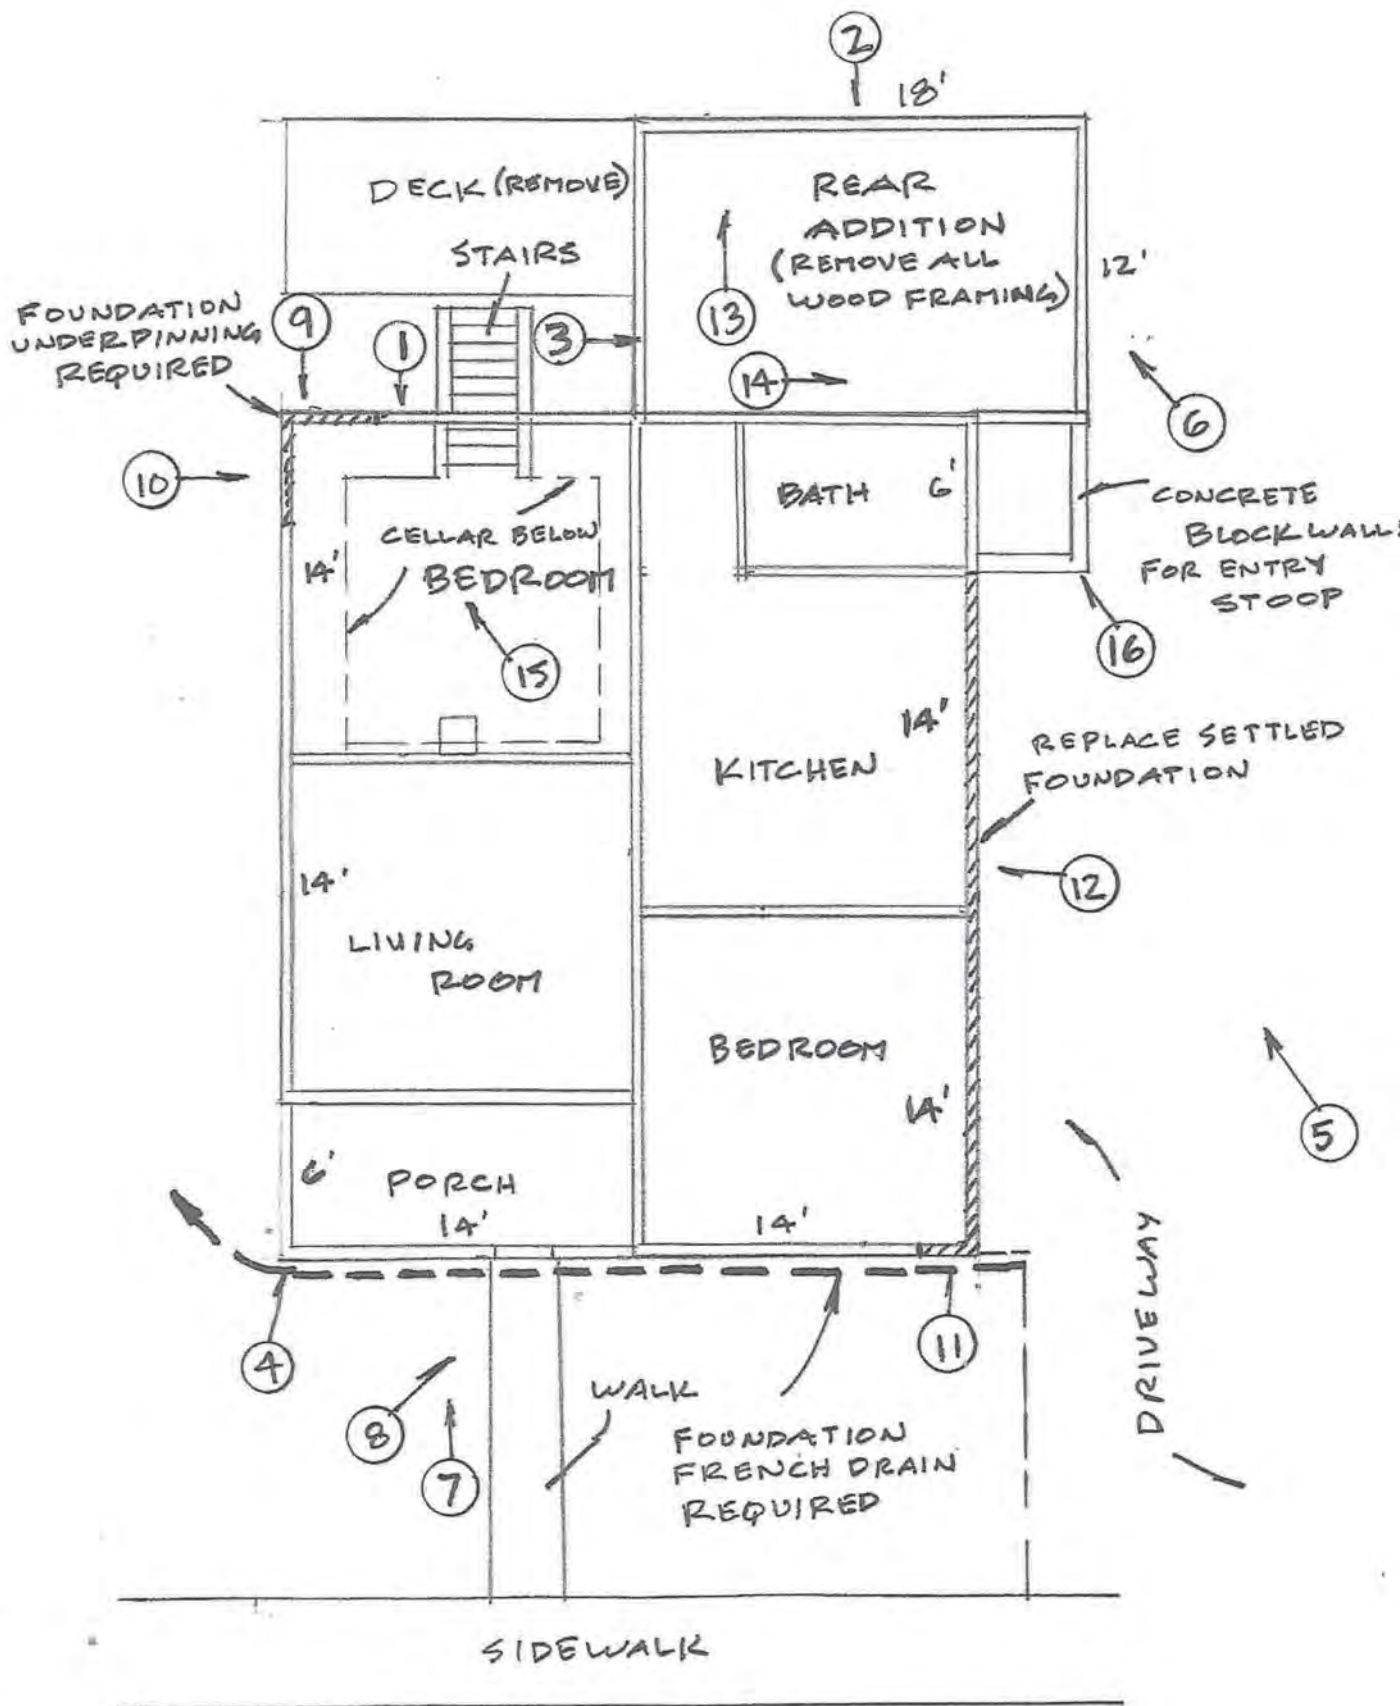 2
18'
DECK (REMOVE)
STAIRS
REAR
ADDITION
(REMOVE ALL
WOOD FRAMING)
12'
FOUNDATION
UNDERPINNING
REQUIRED
9
1
3
13
14
6
10
BATH
6'
CONCRETE
BLOCK WALLS
FOR ENTRY
STOOP
CELLAR BELOW
BEDROOM
14'
15
16
14'
KITCHEN
REPLACE SETTLED
FOUNDATION
14'
12
LIVING
ROOM
BEDROOM
14'
5
6'
PORCH
14'
14'
DRIVEWAY
4
11
8
7
WALK
FOUNDATION
FRENCH DRAIN
REQUIRED
SIDEWALK